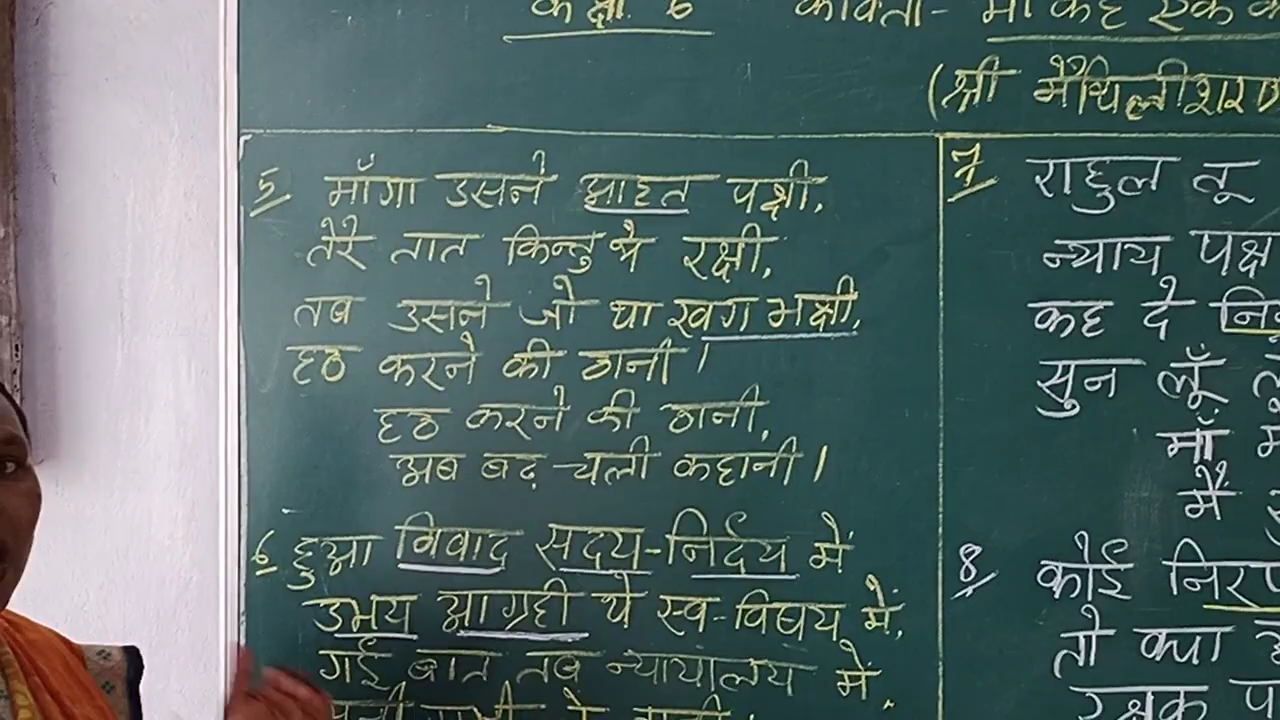 कक्षा 6 कविता- माँ कह एक
(श्री मैथिलीशरण
5 माँगा उसने आहत पक्षी,
तेरे तात किन्तु थे रक्षी,
तब उसने जो था खग भक्षी,
हठ करने की ठानी।
हठ करने की ठानी,
अब बढ़ चली कहानी।
6 हुआ विवाद सदय-निर्दय में
उभय आग्रही थे स्व-विषय में,
गई बात तब न्यायालय में,
7 राहुल तू
न्याय पक्ष
कह दे
सुन लूँ
माँ
मैं
8 कोई
तो क्या
रक्षक